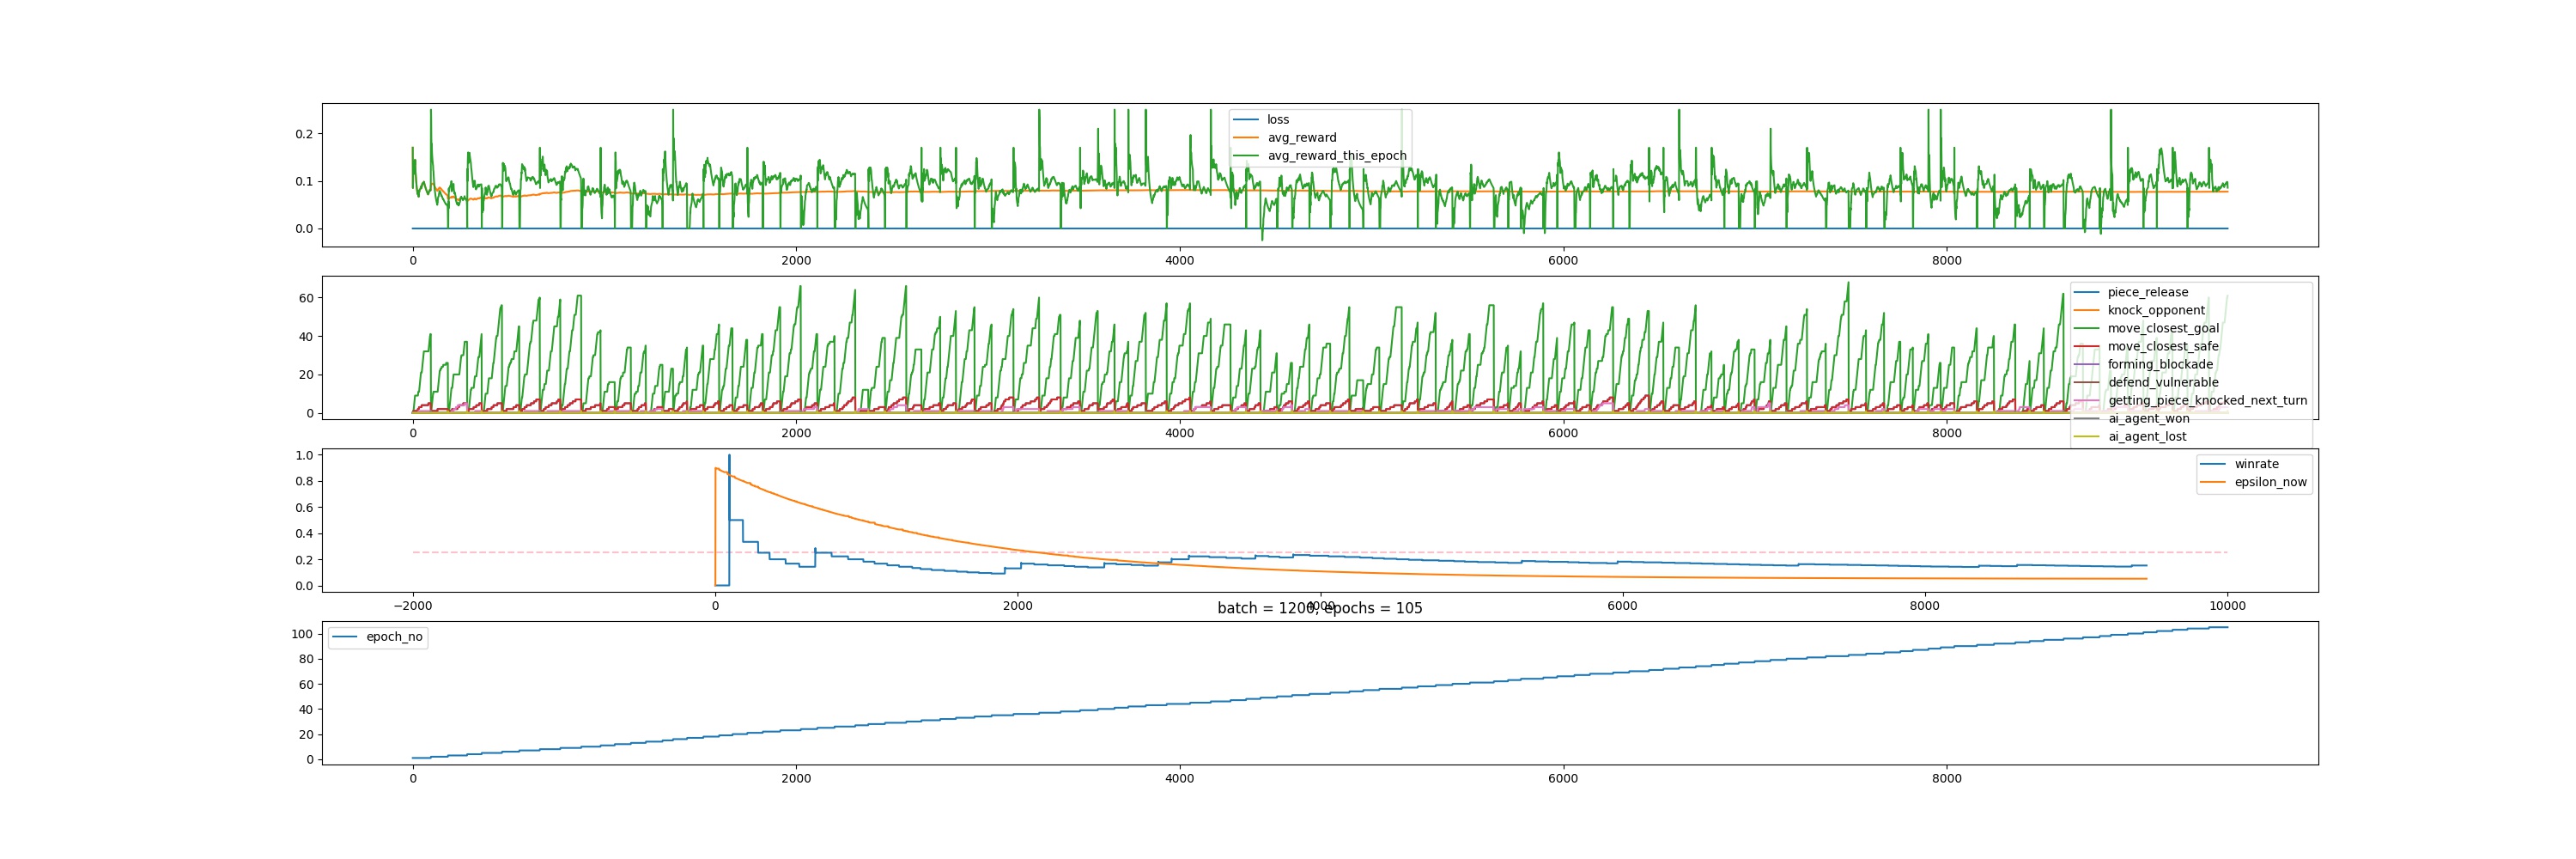 loss
avg_reward
avg_reward_this_epoch
0.2
0.1
0.0
0 2000 4000 6000 8000
piece_release
knock_opponent
move_closest_goal
move_closest_safe
forming_blockade
defend_vulnerable
getting_piece_knocked_next_turn
ai_agent_won
ai_agent_lost
60
40
20
0
0 2000 4000 6000 8000
winrate
epsilon_now
1.0
0.8
0.6
0.4
0.2
0.0
−2000 0 2000 4000 6000 8000 10000
batch = 1200, epochs = 105
epoch_no
100
80
60
40
20
0
0 2000 4000 6000 8000